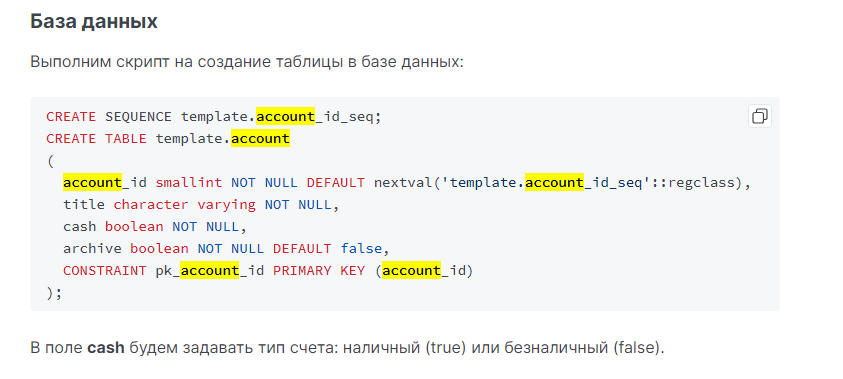 База данных
Выполним скрипт на создание таблицы в базе данных:
CREATE SEQUENCE template.account_id_seq;
CREATE TABLE template.account
(
account_id smallint NOT NULL DEFAULT nextval('template.account_id_seq'::regclass),
title character varying NOT NULL,
cash boolean NOT NULL,
archive boolean NOT NULL DEFAULT false,
CONSTRAINT pk_account_id PRIMARY KEY (account_id)
);
В поле cash будем задавать тип счета: наличный (true) или безналичный (false).